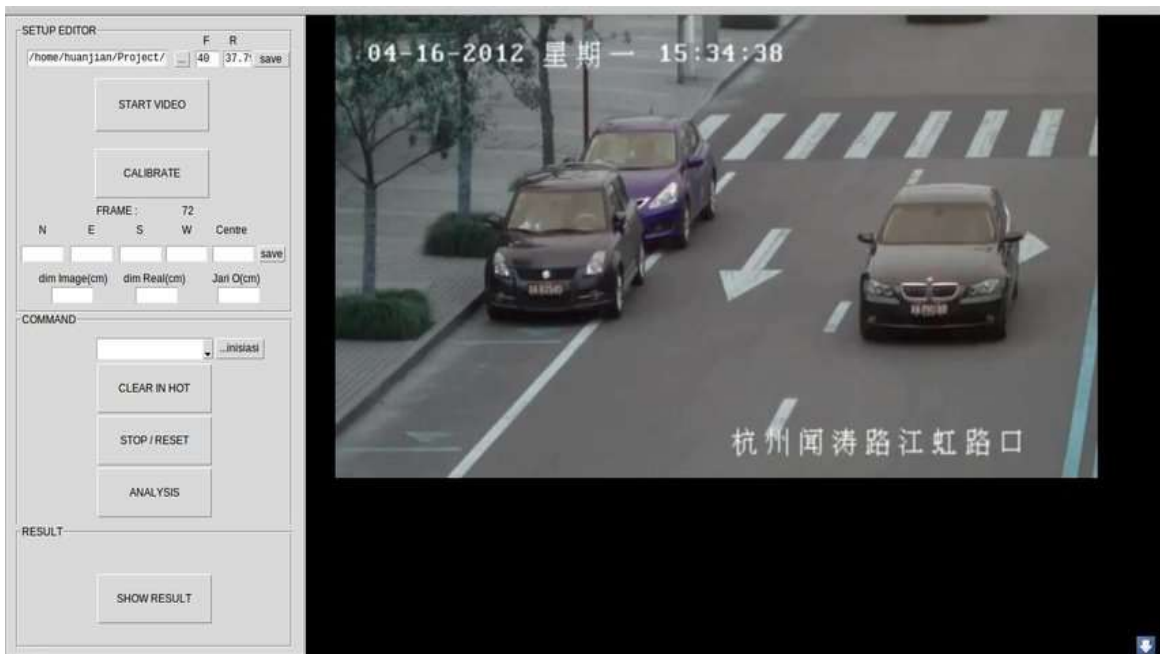 SETUP EDITOR
F R
/home/huanjian/Project/ ... 40 37.79 save
START VIDEO
CALIBRATE
FRAME : 72
N E S W Centre
save
dim Image(cm) dim Real(cm) Jari O(cm)
COMMAND
...inisiasi
CLEAR IN HOT
STOP / RESET
ANALYSIS
RESULT
SHOW RESULT
04-16-2012 星期一 15:34:38
杭州闻涛路江虹路口